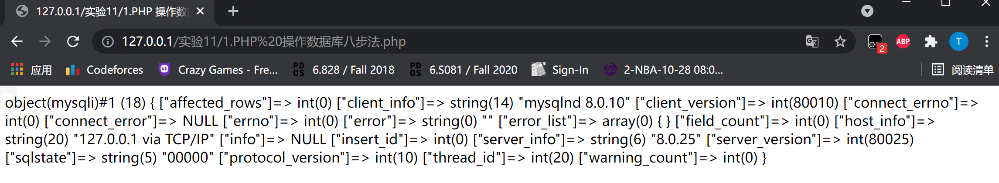 127.0.0.1/实验11/1.PHP 操作数
127.0.0.1/实验11/1.PHP%20操作数据库八步法.php
2
ABP
T
应用
Codeforces
Crazy Games - Fre...
PDOS
6.828 / Fall 2018
PDOS
6.S081 / Fall 2020
Sign-In
2-NBA-10-28 08:0...
阅读清单
object(mysqli)#1 (18) { ["affected_rows"]=> int(0) ["client_info"]=> string(14) "mysqlnd 8.0.10" ["client_version"]=> int(80010) ["connect_errno"]=>
int(0) ["connect_error"]=> NULL ["errno"]=> int(0) ["error"]=> string(0) "" ["error_list"]=> array(0) { } ["field_count"]=> int(0) ["host_info"]=>
string(20) "127.0.0.1 via TCP/IP" ["info"]=> NULL ["insert_id"]=> int(0) ["server_info"]=> string(6) "8.0.25" ["server_version"]=> int(80025)
["sqlstate"]=> string(5) "00000" ["protocol_version"]=> int(10) ["thread_id"]=> int(20) ["warning_count"]=> int(0) }